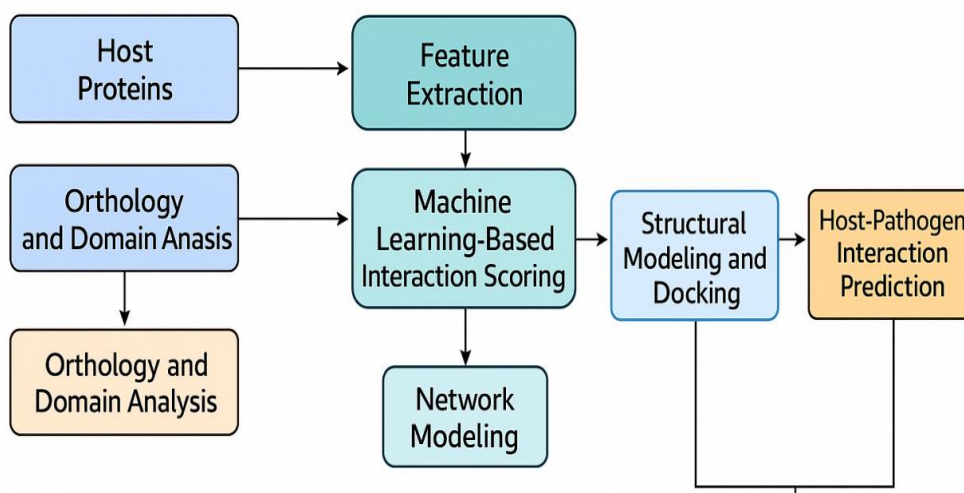 Host
Proteins
Feature
Extraction
Orthology
and Domain Anasis
Machine
Learning-Based
Interaction Scoring
Structural
Modeling and
Docking
Host-Pathogen
Interaction
Prediction
Orthology and
Domain Analysis
Network
Modeling